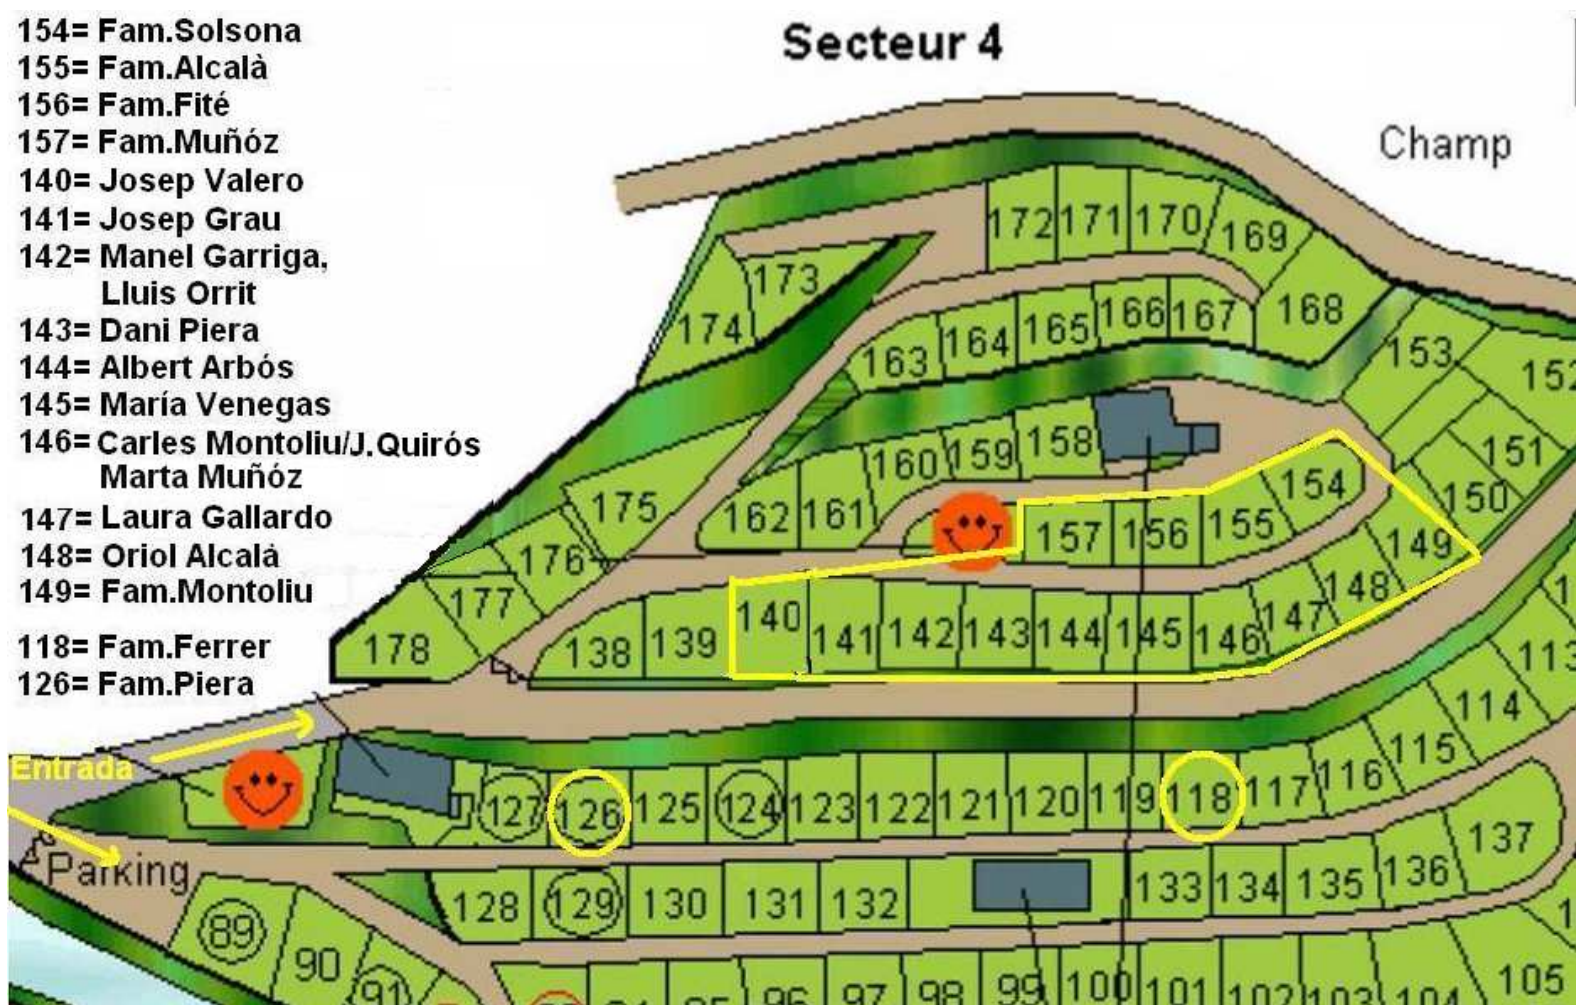 154= Fam.Solsona
155= Fam.Alcalà
156= Fam.Fité
157= Fam.Muñóz
140= Josep Valero
141= Josep Grau
142= Manel Garriga,
Lluis Orrit
143= Dani Piera
144= Albert Arbós
145= María Venegas
146= Carles Montoliu/J.Quirós
Marta Muñóz
147= Laura Gallardo
148= Oriol Alcalá
149= Fam.Montoliu
118= Fam.Ferrer
126= Fam.Piera
Secteur 4
Champ
172 171 170 169
173
174
163 164 165 166 167 168
153 152
175
162 161 160 159 158
154
151
150
176
157 156 155
149
177
178
138 139 140 141 142 143 144 145 146 147 148
113
114
115
Entrada
127 126 125 124 123 122 121 120 119 118 117 116
Parking
128 129 130 131 132 133 134 135 136 137
89
90
91
96 97 98 99 100 101 102 103 104 105